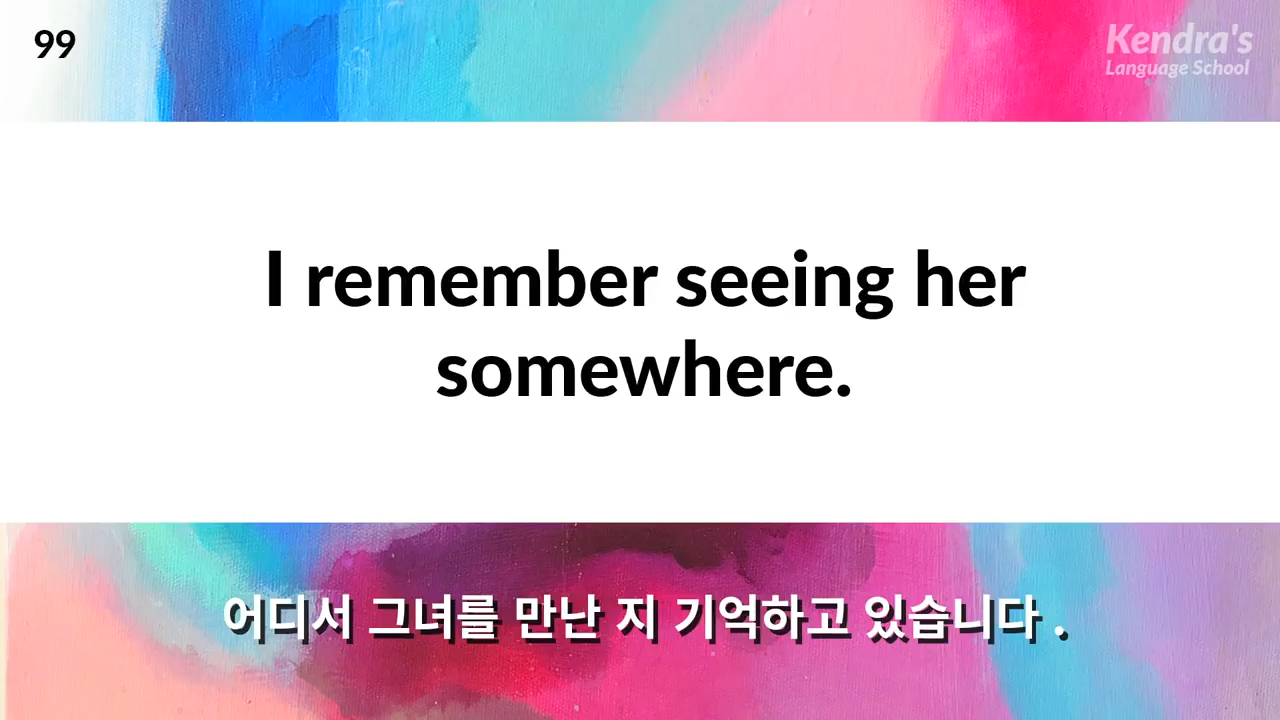 99
Kendra's
Language School
I remember seeing her
somewhere.
어디서 그녀를 만난 지 기억하고 있습니다 .